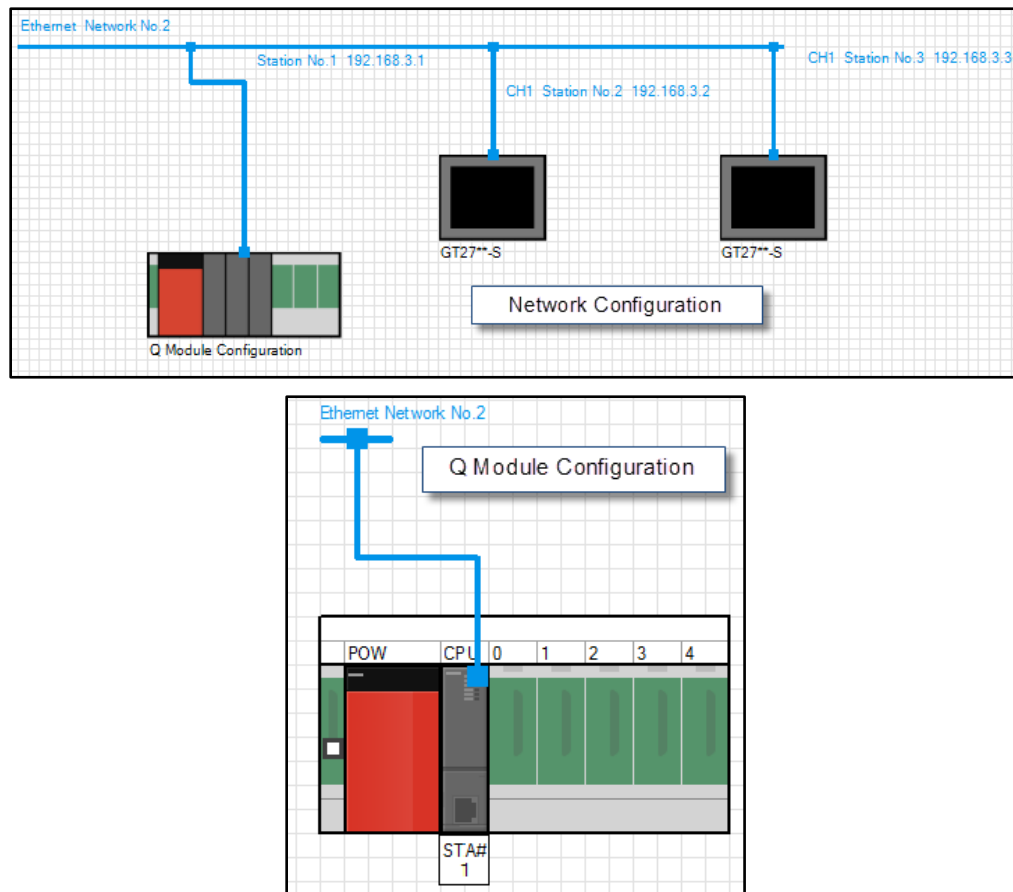 Ethernet Network No.2
Station No.1 192.168.3.1
CH1 Station No.3 192.168.3.3
CH1 Station No.2 192.168.3.2
GT27**-S
GT27**-S
Network Configuration
Q Module Configuration
Ethernet Network No.2
Q Module Configuration
POW CPU 0 1 2 3 4
STA#
1